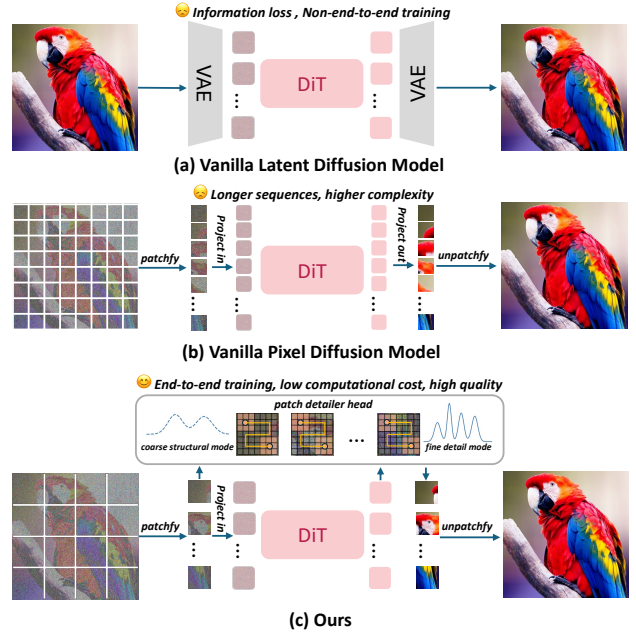 Information loss , Non-end-to-end training
VAE
DiT
VAE
(a) Vanilla Latent Diffusion Model
Longer sequences, higher complexity
patchfy
Project in
DiT
Project out
unpatchfy
(b) Vanilla Pixel Diffusion Model
End-to-end training, low computational cost, high quality
patch detailer head
coarse structural mode
fine detail mode
patchfy
Project in
DiT
unpatchfy
(c) Ours